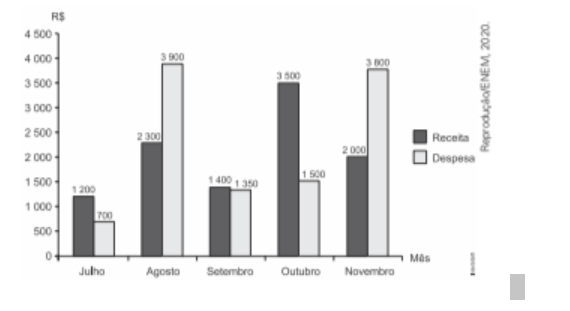 R$
4 500
4 000
3 500
3 000
2 500
2 000
1 500
1 000
500
0
1 200
700
2 300
3 900
1 400
1 350
3 500
1 500
2 000
3 800
Julho
Agosto
Setembro
Outubro
Novembro
Mês
Receita
Despesa
Reprodução/ENEM, 2020.